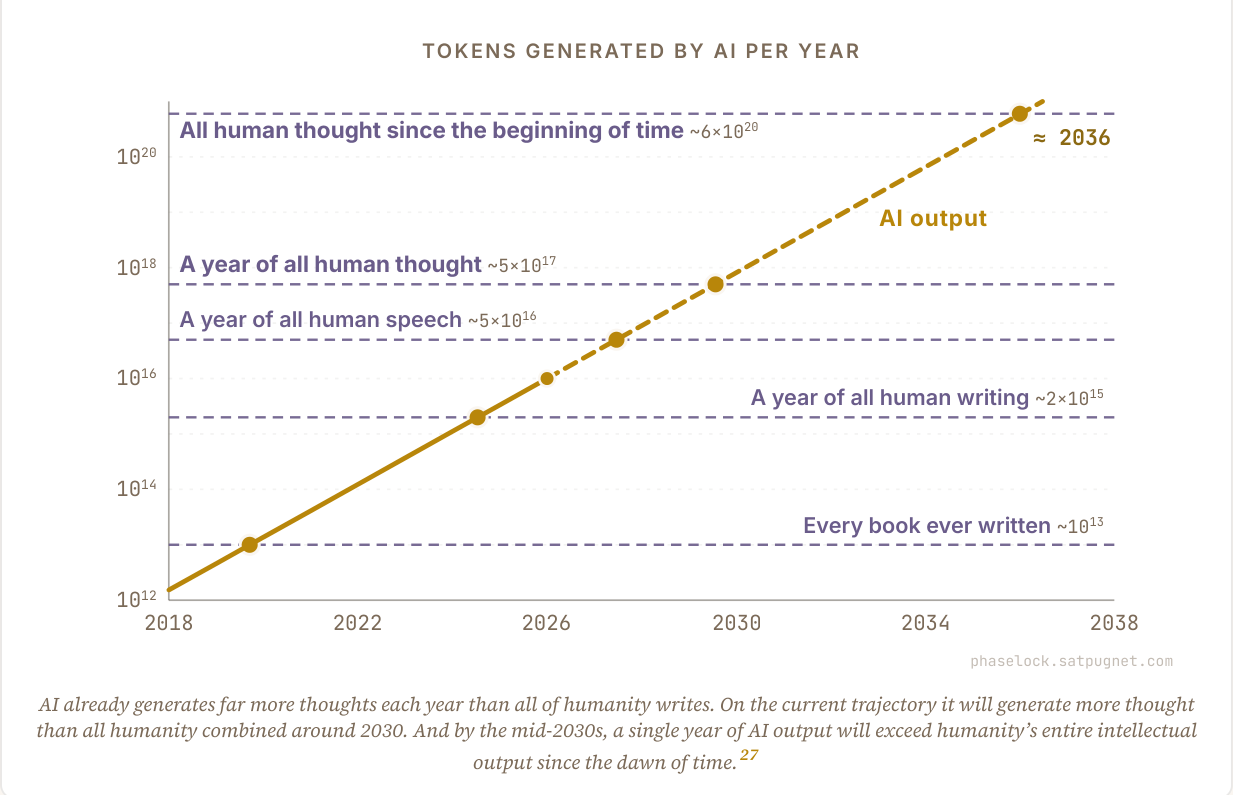 TOKENS GENERATED BY AI PER YEAR
All human thought since the beginning of time ~6×10²⁰
10²⁰
≈ 2036
AI output
A year of all human thought ~5×10¹⁷
10¹⁸
A year of all human speech ~5×10¹⁶
10¹⁶
A year of all human writing ~2×10¹⁵
10¹⁴
Every book ever written ~10¹³
10¹²
2018 2022 2026 2030 2034 2038
phaselock.satpugnet.com
AI already generates far more thoughts each year than all of humanity writes. On the current trajectory it will generate more thought
than all humanity combined around 2030. And by the mid-2030s, a single year of AI output will exceed humanity’s entire intellectual
output since the dawn of time.²⁷